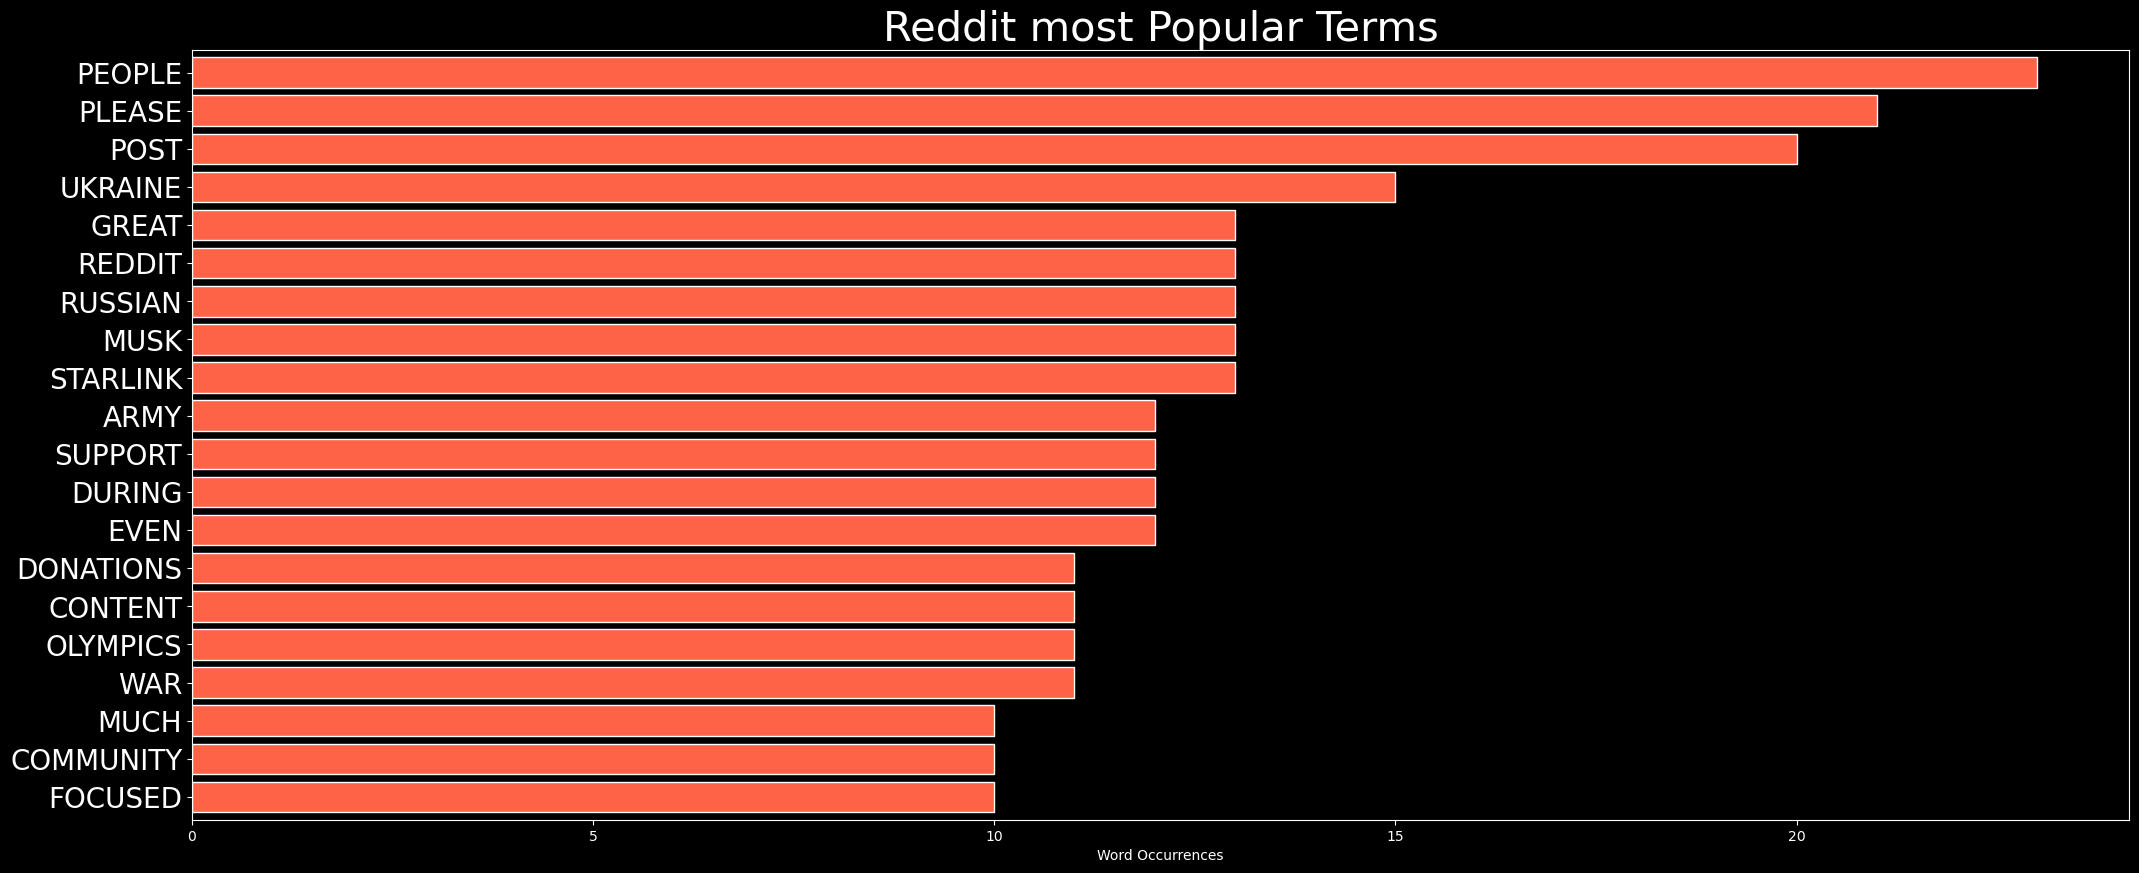 Reddit most Popular Terms
PEOPLE
PLEASE
POST
UKRAINE
GREAT
REDDIT
RUSSIAN
MUSK
STARLINK
ARMY
SUPPORT
DURING
EVEN
DONATIONS
CONTENT
OLYMPICS
WAR
MUCH
COMMUNITY
FOCUSED
0 5 10 15 20
Word Occurrences